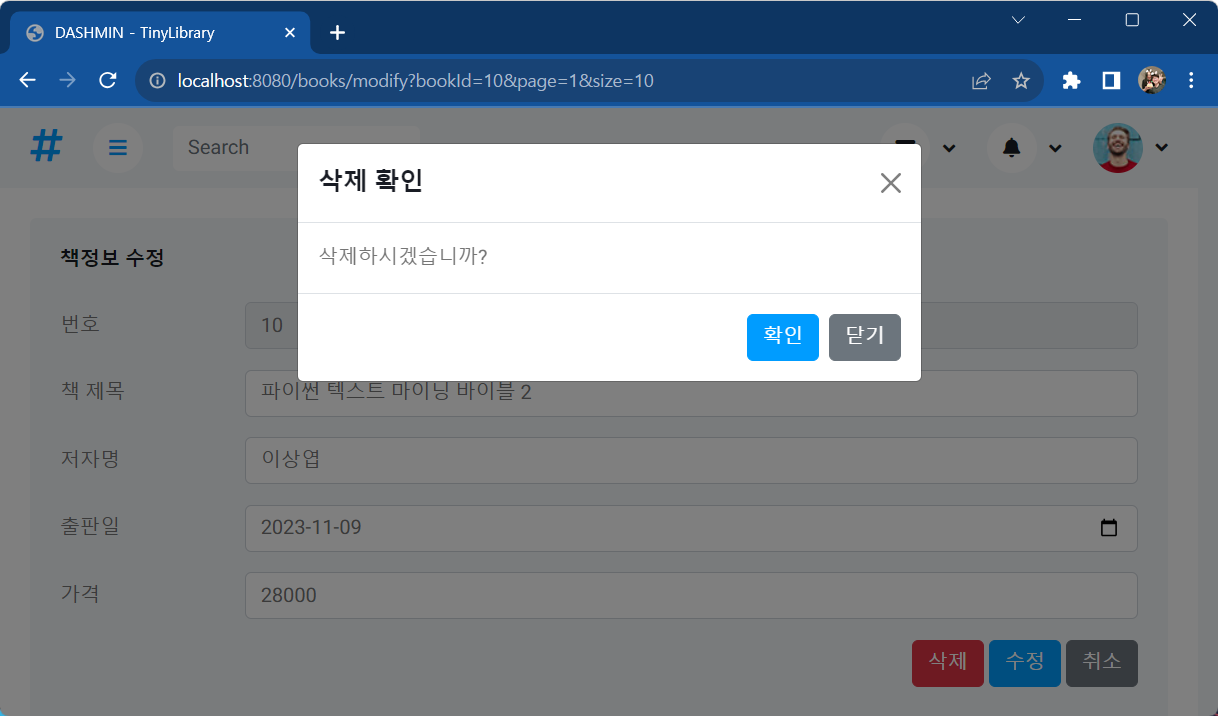 DASHMIN - TinyLibrary
localhost:8080/books/modify?bookId=10&page=1&size=10
#
Search
삭제 확인
삭제하시겠습니까?
확인 닫기
책정보 수정
번호 10
책 제목 파이썬 텍스트 마이닝 바이블 2
저자명 이상엽
출판일 2023-11-09
가격 28000
삭제 수정 취소